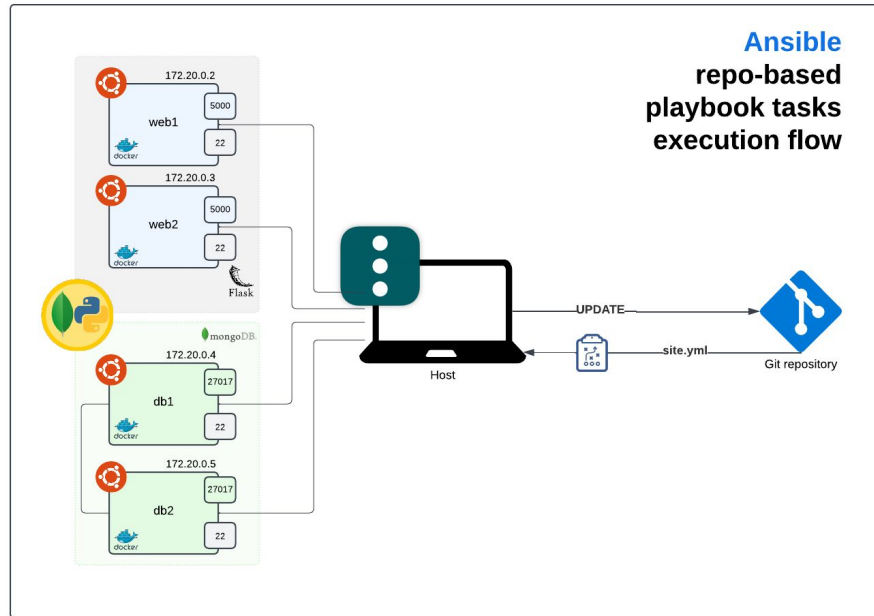 Ansible
repo-based
playbook tasks
execution flow
172.20.0.2
5000
web1
22
docker
172.20.0.3
5000
web2
22
docker
Flask
mongoDB
172.20.0.4
27017
db1
22
docker
172.20.0.5
27017
db2
22
docker
Host
UPDATE
site.yml
Git repository